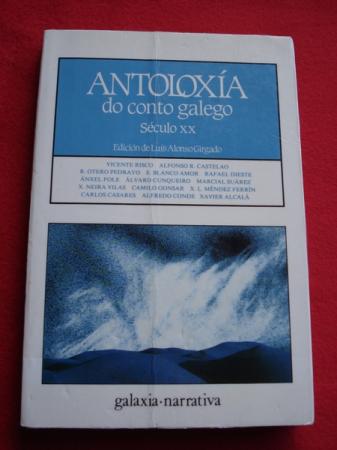 ANTOLOXÍA
do conto galego
Século XX
Edición de Luís Alonso Girgado
VICENTE RISCO ALFONSO R. CASTELAO
R. OTERO PEDRAYO E. BLANCO AMOR RAFAEL DIESTE
ÁNXEL FOLE ÁLVARO CUNQUEIRO MARCIAL SUÁREZ
X. NEIRA VILAS CAMILO GONSAR X. L. MÉNDEZ FERRÍN
CARLOS CASARES ALFREDO CONDE XAVIER ALCALÁ
galaxia·narrativa